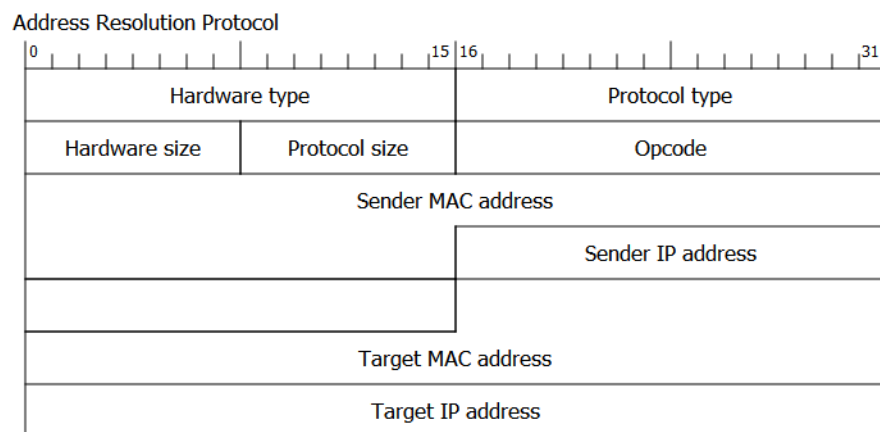 Address Resolution Protocol
0 15 16 31
Hardware type Protocol type
Hardware size Protocol size Opcode
Sender MAC address
Sender IP address
Target MAC address
Target IP address